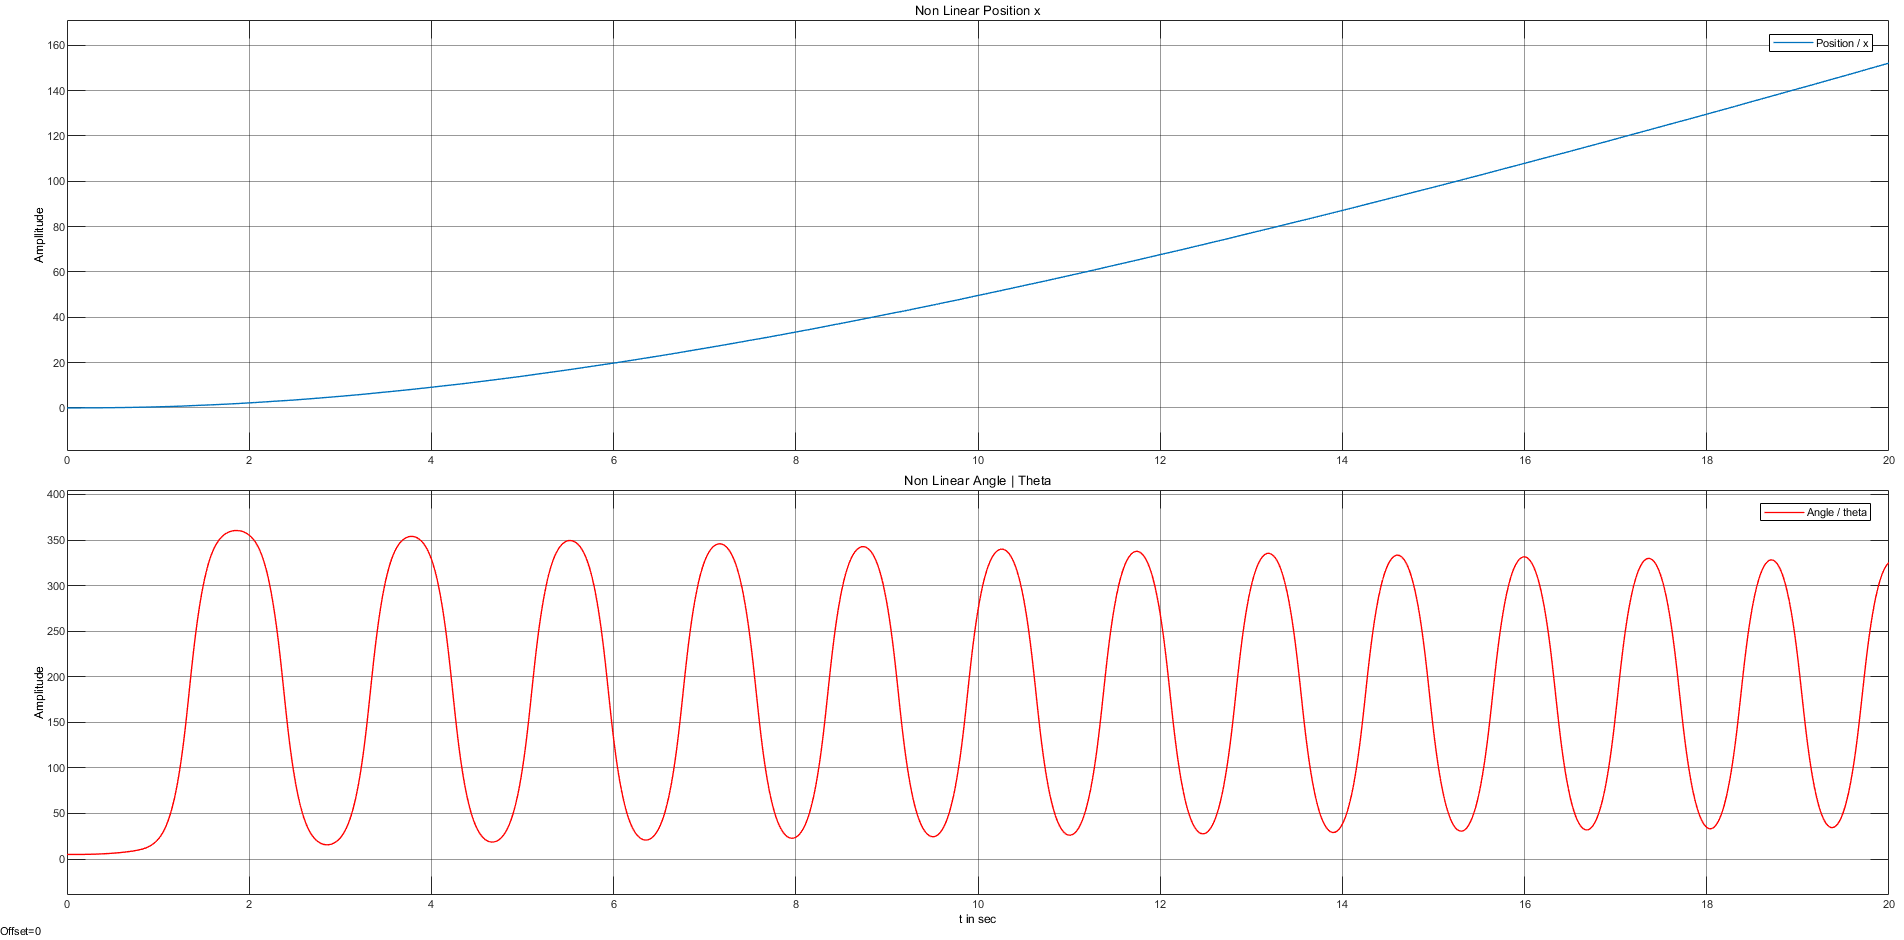 Non Linear Position x
Position / x
Ampllitude
160
140
120
100
80
60
40
20
0
0 2 4 6 8 10 12 14 16 18 20
Non Linear Angle | Theta
Angle / theta
Amplitude
400
350
300
250
200
150
100
50
0
0 2 4 6 8 10 12 14 16 18 20
t in sec
Offset=0